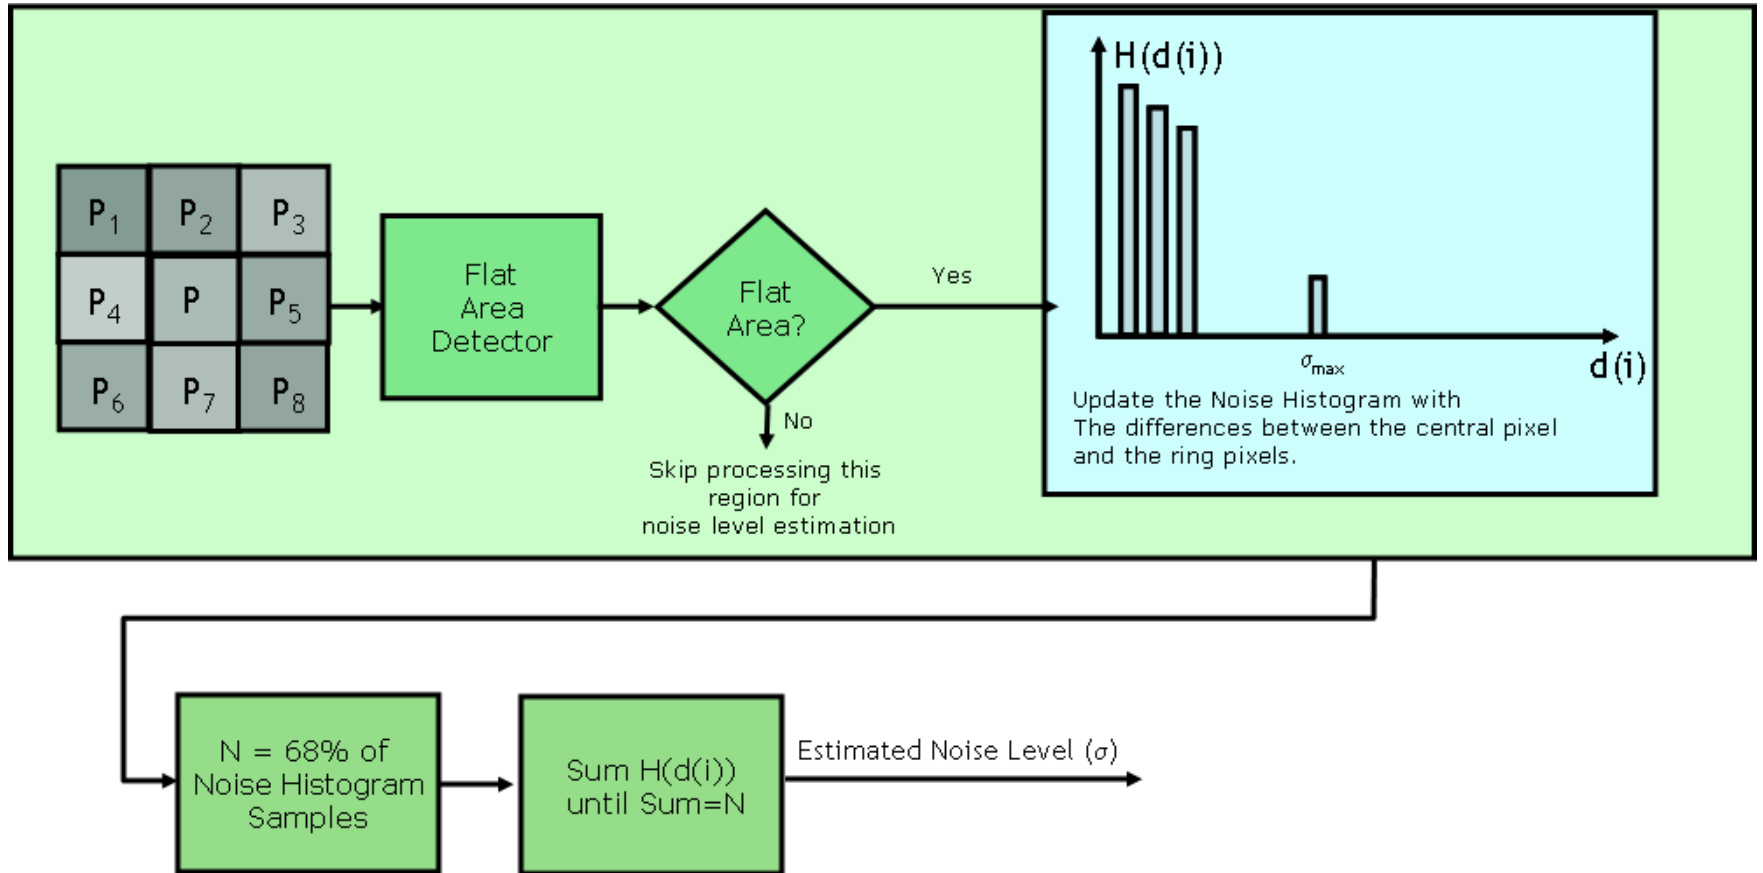 P1 P2 P3
P4 P P5
P6 P7 P8
Flat
Area
Detector
Flat
Area?
Yes
No
Skip processing this
region for
noise level estimation
H(d(i))
σmax
d(i)
Update the Noise Histogram with
The differences between the central pixel
and the ring pixels.
N = 68% of
Noise Histogram
Samples
Sum H(d(i))
until Sum=N
Estimated Noise Level (σ)